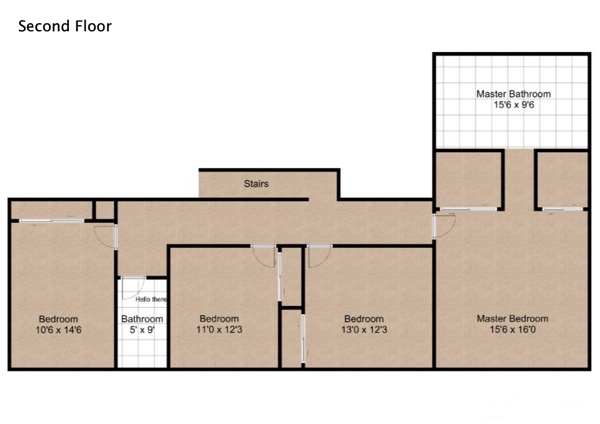 Second Floor
Master Bathroom
15'6 x 9'6
Stairs
Hello there
Bedroom
10'6 x 14'6
Bathroom
5' x 9'
Bedroom
11'0 x 12'3
Bedroom
13'0 x 12'3
Master Bedroom
15'6 x 16'0